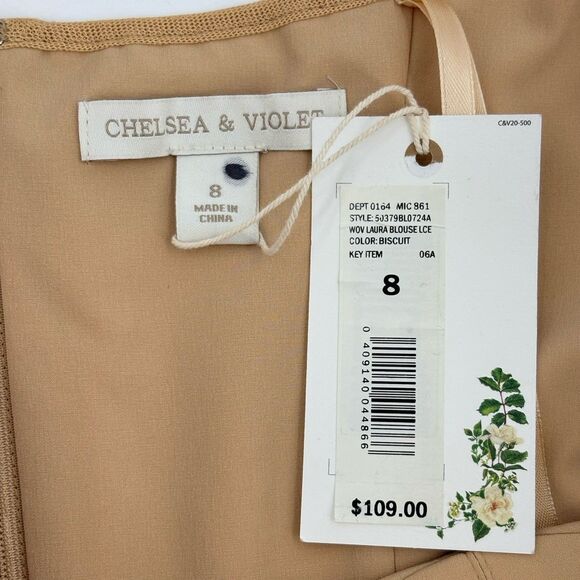 CHELSEA & VIOLET
8
MADE IN
CHINA
C&V20-500
DEPT 0164 MIC 861
STYLE: 50379BL0724A
WOV LAURA BLOUSE LCE
COLOR: BISCUIT
KEY ITEM 06A
8
0 409140 044866
$109.00